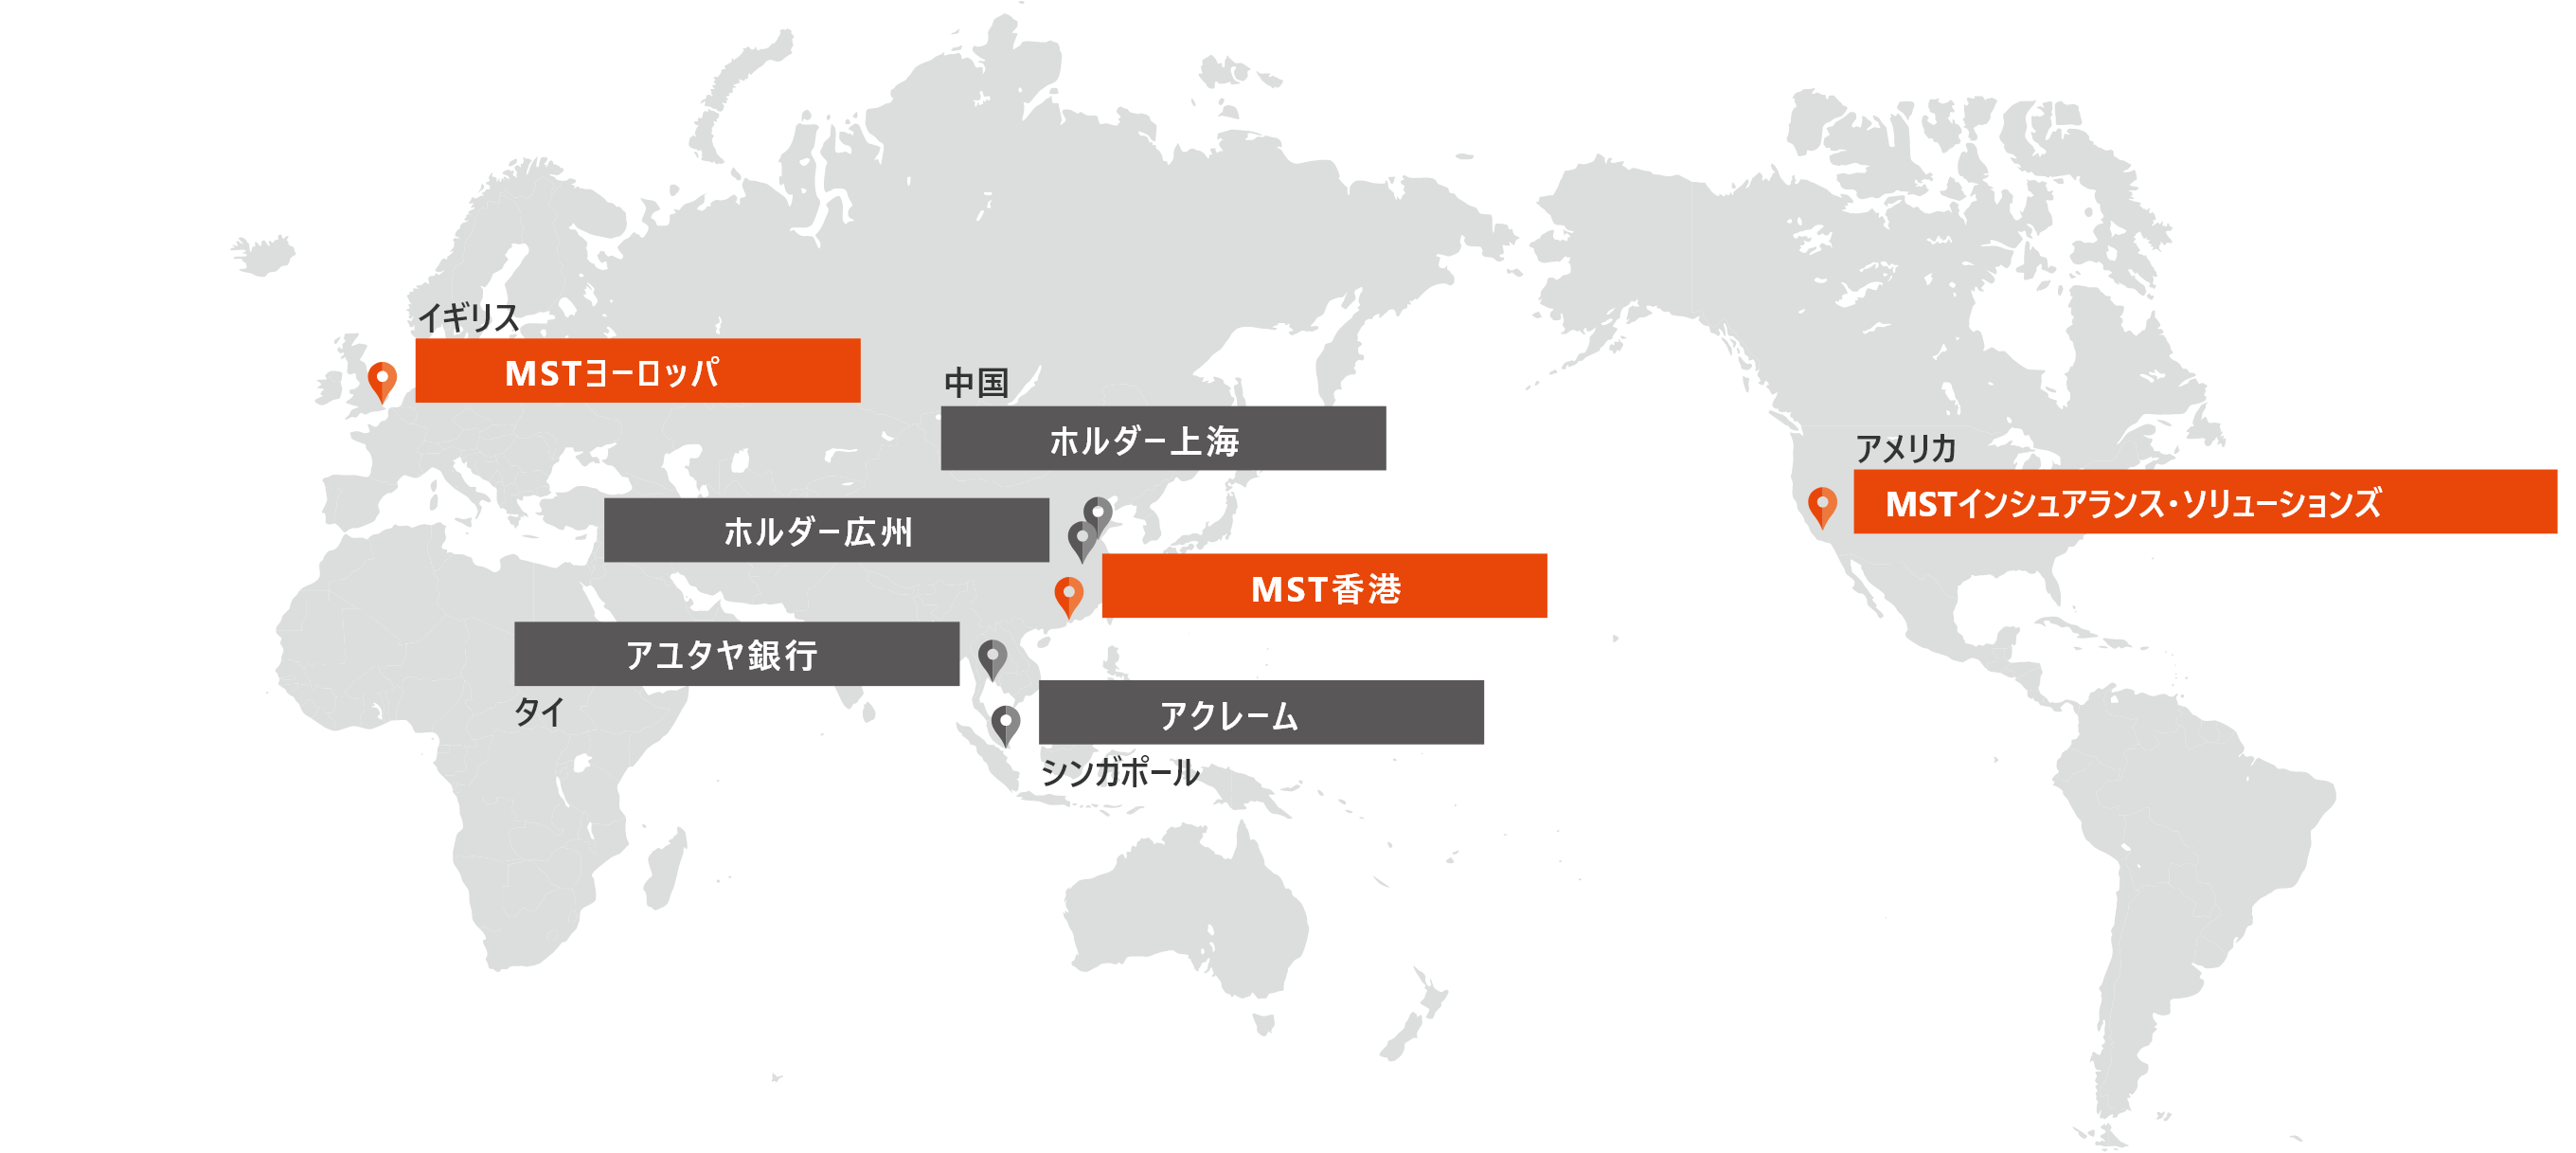 イギリス
MSTヨーロッパ
中国
ホルダー上海
アメリカ
MSTインシュアランス・ソリューションズ
ホルダー広州
MST香港
アユタヤ銀行
タイ
アクレーム
シンガポール